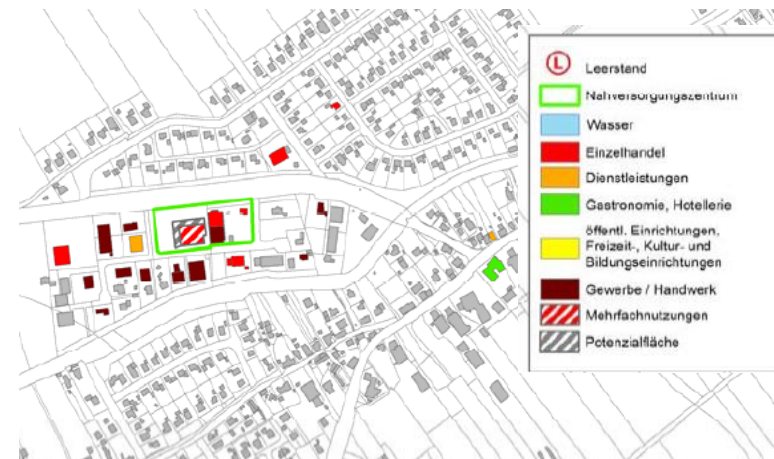 L
Leerstand
Nahversorgungszentrum
Wasser
Einzelhandel
Dienstleistungen
Gastronomie, Hotellerie
öffentl. Einrichtungen,
Freizeit-, Kultur- und
Bildungseinrichtungen
Gewerbe / Handwerk
Mehrfachnutzungen
Potenzialfläche